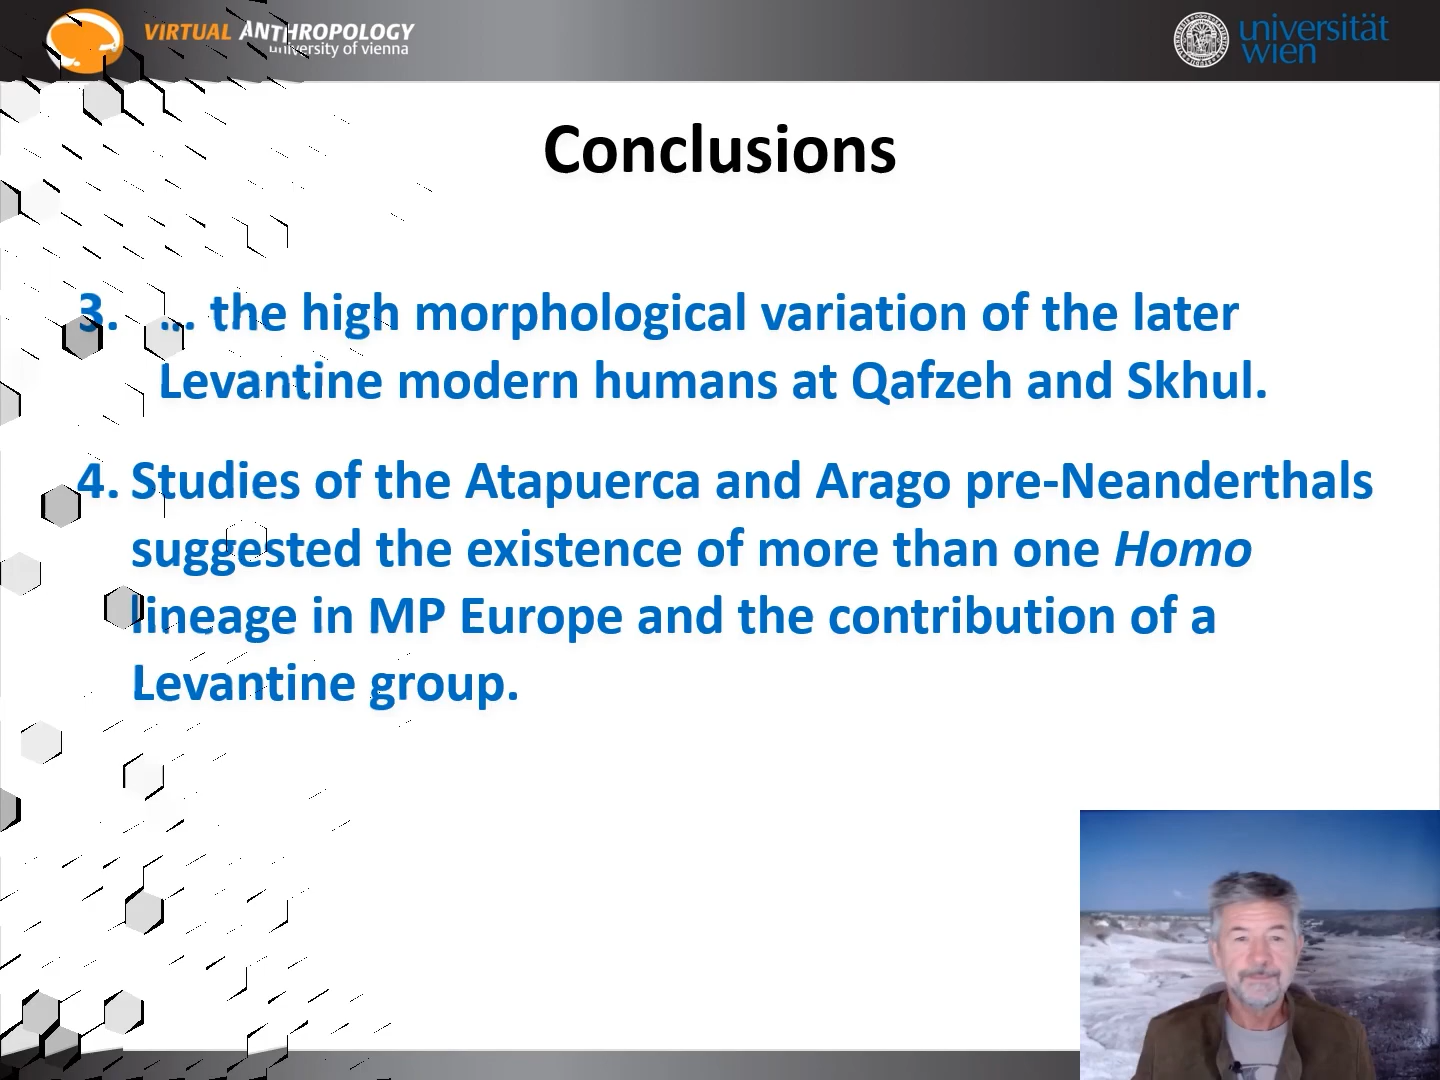 VIRTUAL ANTHROPOLOGY
university of vienna
universität
wien
Conclusions
3. … the high morphological variation of the later
Levantine modern humans at Qafzeh and Skhul.
4. Studies of the Atapuerca and Arago pre-Neanderthals
suggested the existence of more than one Homo
lineage in MP Europe and the contribution of a
Levantine group.